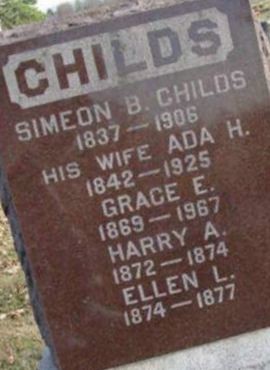 CHILDS
SIMEON B. CHILDS
1837 – 1906
HIS WIFE ADA H.
1842 – 1925
GRACE E.
1869 – 1967
HARRY A.
1872 – 1874
ELLEN L.
1874 – 1877